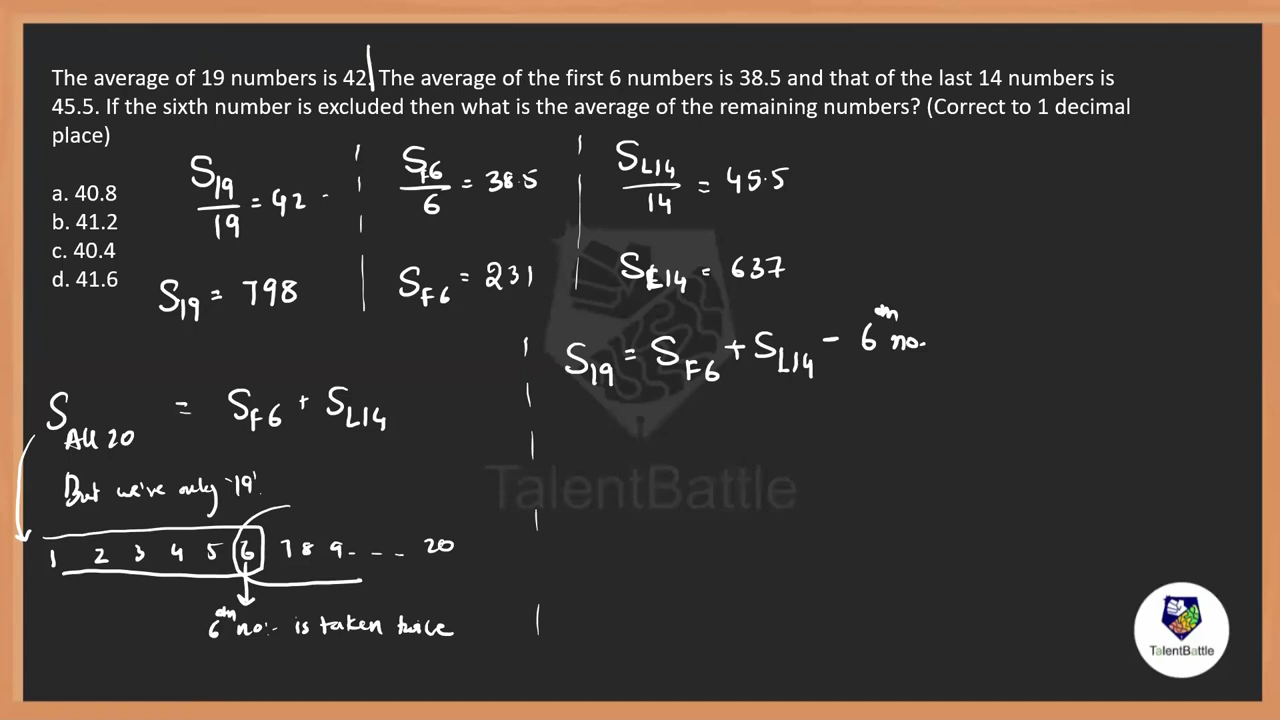 The average of 19 numbers is 42. The average of the first 6 numbers is 38.5 and that of the last 14 numbers is
45.5. If the sixth number is excluded then what is the average of the remaining numbers? (Correct to 1 decimal
place)
a. 40.8
b. 41.2
c. 40.4
d. 41.6
S19/19 = 42
SF6/6 = 38.5
SL14/14 = 45.5
S19 = 798
SF6 = 231
SL14 = 637
S19 = SF6 + SL14 - 6th no.
SAll 20 = SF6 + SL14
But we've only '19'.
1 2 3 4 5 6 7 8 9 - - - 20
6th no. is taken twice
TalentBattle
TalentBattle